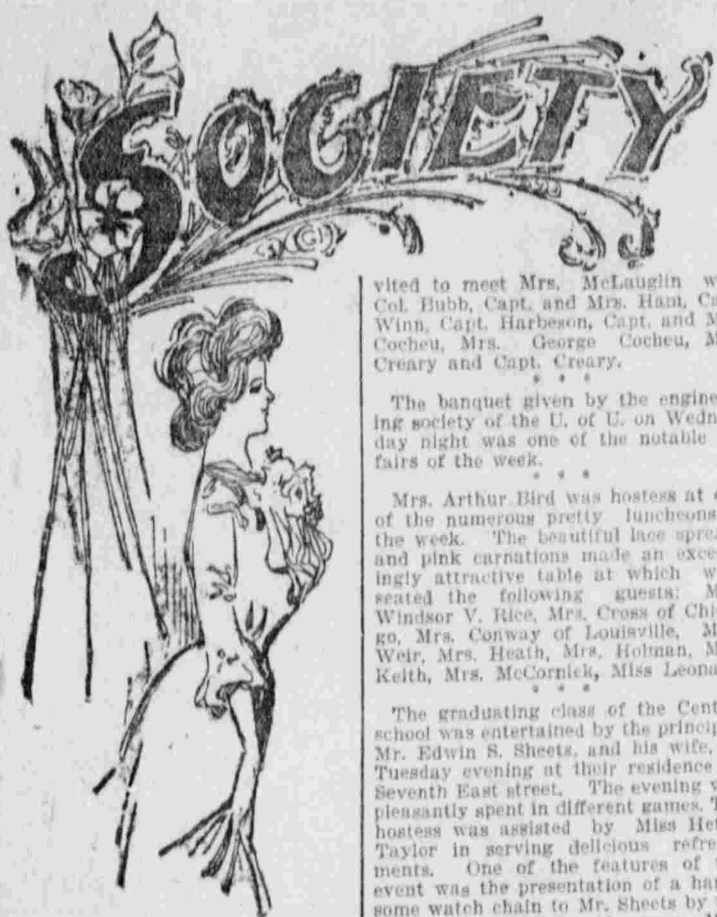 SOCIETY
vited to meet Mrs. McLauglin w
Col. Bubb, Capt. and Mrs. Ham, Ca
Winn, Capt. Harbeson, Capt. and M
Cocheu, Mrs. George Cocheu, M
Creary and Capt. Creary.
* * *
The banquet given by the engine
ing society of the U. of U. on Wedn
day night was one of the notable
fairs of the week.
* * *
Mrs. Arthur Bird was hostess at
of the numerous pretty luncheons
the week. The beautiful lace sprea
and pink carnations made an excee
ingly attractive table at which w
seated the following guests: M
Windsor V. Rice, Mrs. Cross of Chi
go, Mrs. Conway of Louisville, M
Weir, Mrs. Heath, Mrs. Holman, M
Keith, Mrs. McCornick, Miss Leona
* * *
The graduating class of the Cent
school was entertained by the princip
Mr. Edwin S. Sheets, and his wife,
Tuesday evening at their residence
Seventh East street. The evening w
pleasantly spent in different games. T
hostess was assisted by Miss Het
Taylor in serving delicious refre
ments. One of the features of
event was the presentation of a han
some watch chain to Mr. Sheets by